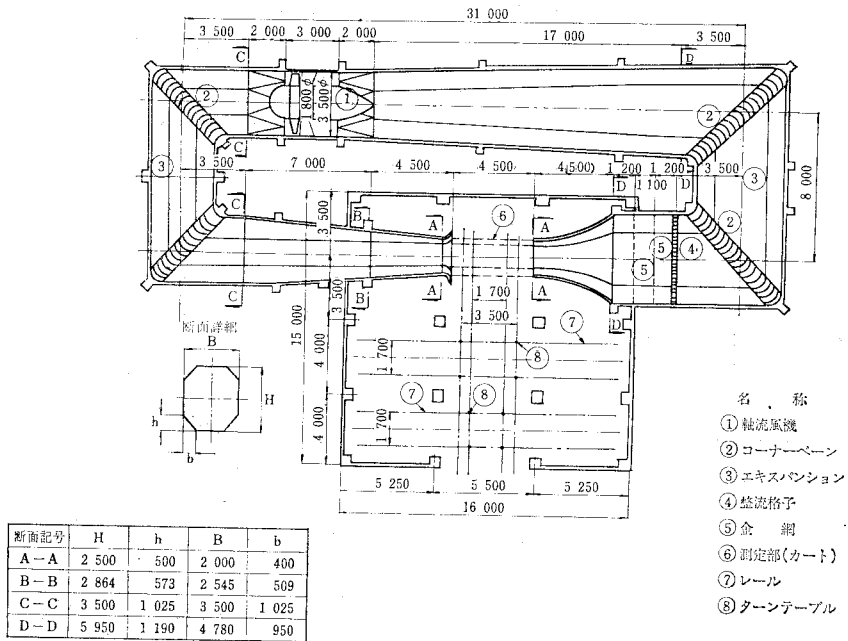 31 000
3 500 2 000 3 000 2 000 17 000 3 500
C D
② 1800φ 3 500φ ① ②
③ 3 500 C 7 000 4 500 4 500 4(500) 1 200 1 200 3 500 ③ 8 000
C D 1 100 D
3 500 B A ⑥ A ② ⑤ ④
⑤
C B A A D
1 700
3 500
15 000 3 500 4 000 4 000
断面詳細
B
H
h
b
1 700 ⑦
⑧
⑦ ⑧
1 700
5 250 5 500 5 250
16 000
名 称
① 軸流風機
② コーナーベーン
③ エキスパンション
④ 整流格子
⑤ 金 網
⑥ 測定部(カート)
⑦ レール
⑧ ターンテーブル
断面記号 H h B b
A-A 2 500 500 2 000 400
B-B 2 864 573 2 545 509
C-C 3 500 1 025 3 500 1 025
D-D 5 950 1 190 4 780 950